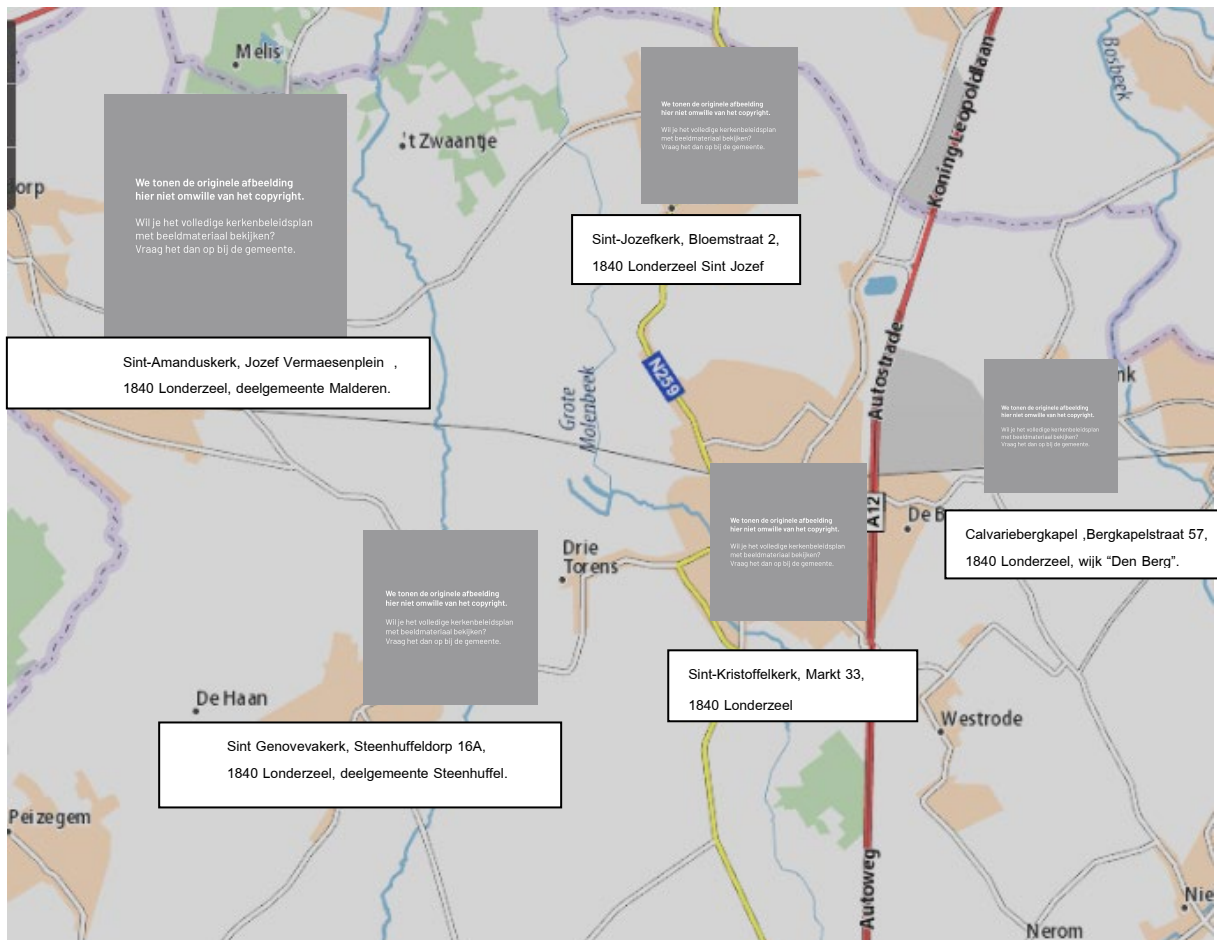 Melis
't Zwaantje
Bosbeek
Koning Leopoldlaan
We tonen de originele afbeelding
hier niet omwille van het copyright.
Wil je het volledige kerkenbeleidsplan
met beeldmateriaal bekijken?
Vraag het dan op bij de gemeente.
We tonen de originele afbeelding
hier niet omwille van het copyright.
Wil je het volledige kerkenbeleidsplan
met beeldmateriaal bekijken?
Vraag het dan op bij de gemeente.
orp
Sint-Jozefkerk, Bloemstraat 2,
1840 Londerzeel Sint Jozef
Sint-Amanduskerk, Jozef Vermaesenplein ,
1840 Londerzeel, deelgemeente Malderen.
N259
Autostrade
Grote
Molenbeek
nk
We tonen de originele afbeelding
hier niet omwille van het copyright.
Wil je het volledige kerkenbeleidsplan
met beeldmateriaal bekijken?
Vraag het dan op bij de gemeente.
A12
De B
Calvariebergkapel ,Bergkapelstraat 57,
1840 Londerzeel, wijk “Den Berg”.
We tonen de originele afbeelding
hier niet omwille van het copyright.
Wil je het volledige kerkenbeleidsplan
met beeldmateriaal bekijken?
Vraag het dan op bij de gemeente.
Drie
Torens
We tonen de originele afbeelding
hier niet omwille van het copyright.
Wil je het volledige kerkenbeleidsplan
met beeldmateriaal bekijken?
Vraag het dan op bij de gemeente.
Sint-Kristoffelkerk, Markt 33,
1840 Londerzeel
De Haan
Westrode
Sint Genovevakerk, Steenhuffeldorp 16A,
1840 Londerzeel, deelgemeente Steenhuffel.
Peizegem
Autoweg
Nie
Nerom